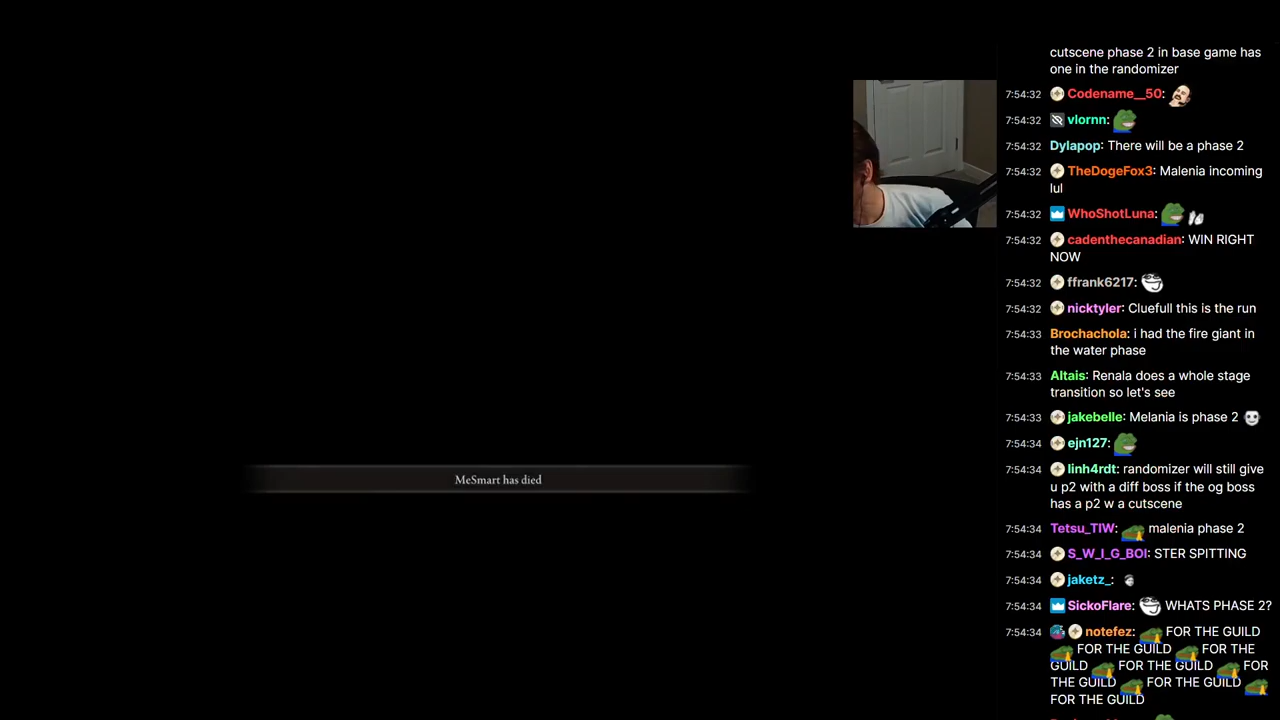 cutscene phase 2 in base game has
one in the randomizer
7:54:32 Codename__50:
7:54:32 vlornn:
7:54:32 Dylapop: There will be a phase 2
7:54:32 TheDogeFox3: Malenia incoming
lul
7:54:32 WhoShotLuna:
7:54:32 cadenthecanadian: WIN RIGHT
NOW
7:54:32 ffrank6217:
7:54:32 nicktyler: Cluefull this is the run
7:54:33 Brochachola: i had the fire giant in
the water phase
7:54:33 Altais: Renala does a whole stage
transition so let's see
7:54:33 jakebelle: Melania is phase 2
7:54:34 ejn127:
7:54:34 linh4rdt: randomizer will still give
u p2 with a diff boss if the og boss
has a p2 w a cutscene
7:54:34 Tetsu_TIW: malenia phase 2
7:54:34 S_W_I_G_BOI: STER SPITTING
7:54:34 jaketz_:
7:54:34 SickoFlare: WHATS PHASE 2?
7:54:34 notefez: FOR THE GUILD
FOR THE GUILD FOR THE
GUILD FOR THE GUILD FOR
THE GUILD FOR THE GUILD
FOR THE GUILD
MeSmart has died